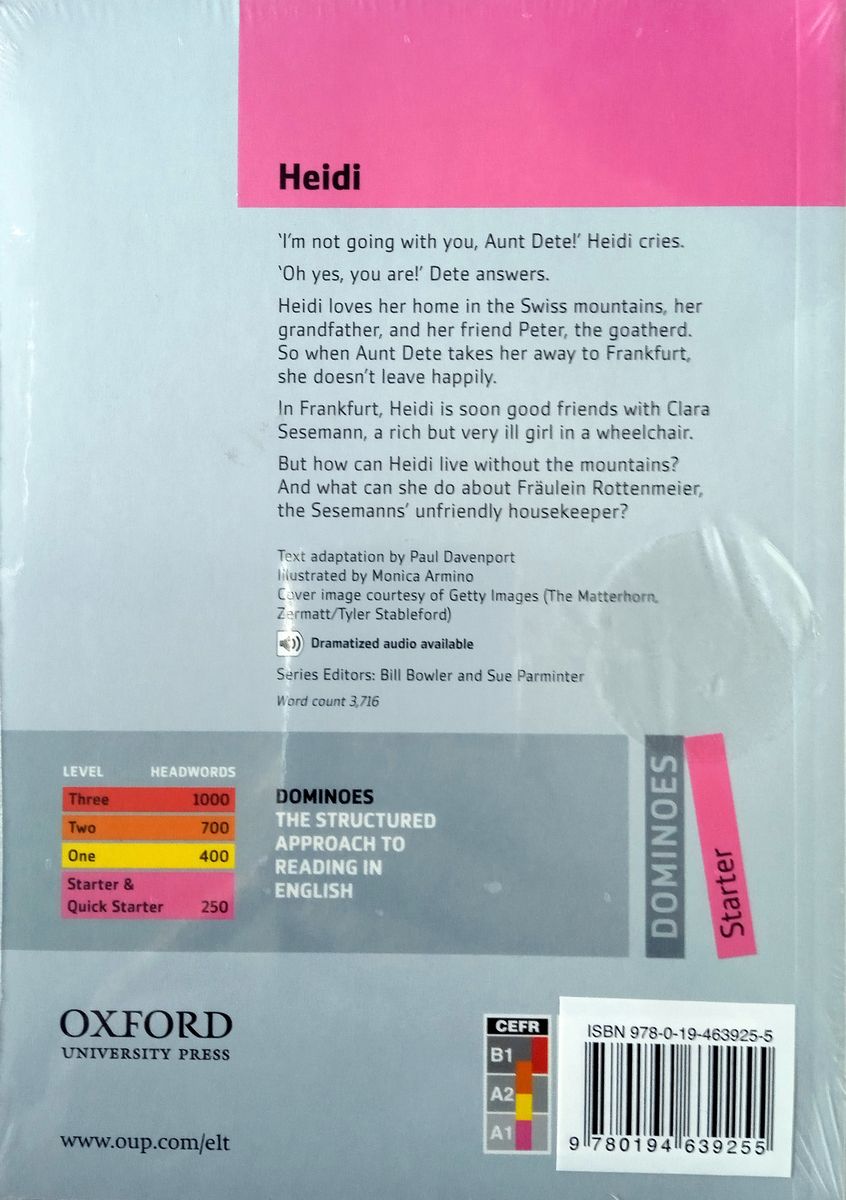 Heidi
‘I'm not going with you, Aunt Dete!’ Heidi cries.
‘Oh yes, you are!’ Dete answers.
Heidi loves her home in the Swiss mountains, her
grandfather, and her friend Peter, the goatherd.
So when Aunt Dete takes her away to Frankfurt,
she doesn't leave happily.
In Frankfurt, Heidi is soon good friends with Clara
Sesemann, a rich but very ill girl in a wheelchair.
But how can Heidi live without the mountains?
And what can she do about Fräulein Rottenmeier,
the Sesemanns' unfriendly housekeeper?
Text adaptation by Paul Davenport
Illustrated by Monica Armino
Cover image courtesy of Getty Images (The Matterhorn,
Zermatt/Tyler Stableford)
Dramatized audio available
Series Editors: Bill Bowler and Sue Parminter
Word count 3,716
LEVEL HEADWORDS
Three 1000
Two 700
One 400
Starter &
Quick Starter 250
DOMINOES
THE STRUCTURED
APPROACH TO
READING IN
ENGLISH
DOMINOES
Starter
OXFORD
UNIVERSITY PRESS
www.oup.com/elt
CEFR
B1
A2
A1
ISBN 978-0-19-463925-5
9 780194 639255